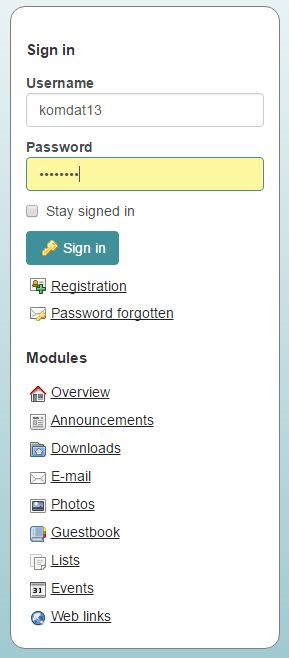 Sign in
Username
komdat13
Password
••••••••
Stay signed in
Sign in
Registration
Password forgotten
Modules
Overview
Announcements
Downloads
E-mail
Photos
Guestbook
Lists
31 Events
Web links